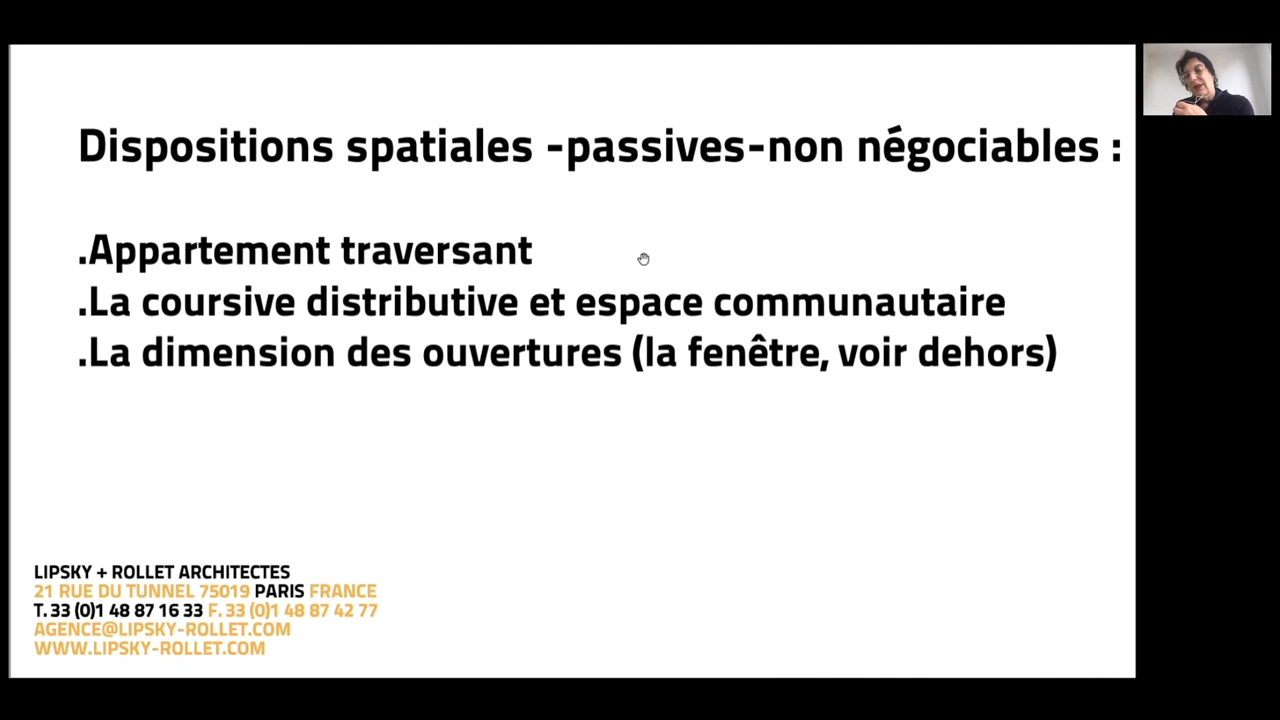 Dispositions spatiales -passives-non négociables :
.Appartement traversant
.La coursive distributive et espace communautaire
.La dimension des ouvertures (la fenêtre, voir dehors)
LIPSKY + ROLLET ARCHITECTES
21 RUE DU TUNNEL 75019 PARIS FRANCE
T. 33 (0)1 48 87 16 33 F. 33 (0)1 48 87 42 77
AGENCE@LIPSKY-ROLLET.COM
WWW.LIPSKY-ROLLET.COM